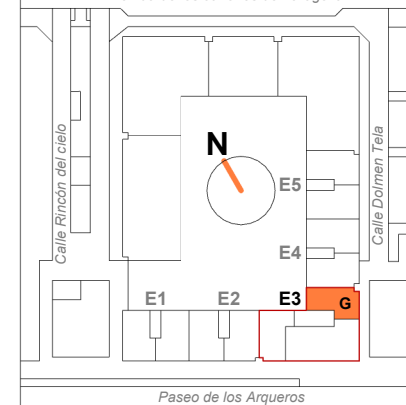 N
Calle Rincón del cielo
Calle Dolmen Tela
E5
E4
E1 E2 E3
G
Paseo de los Arqueros